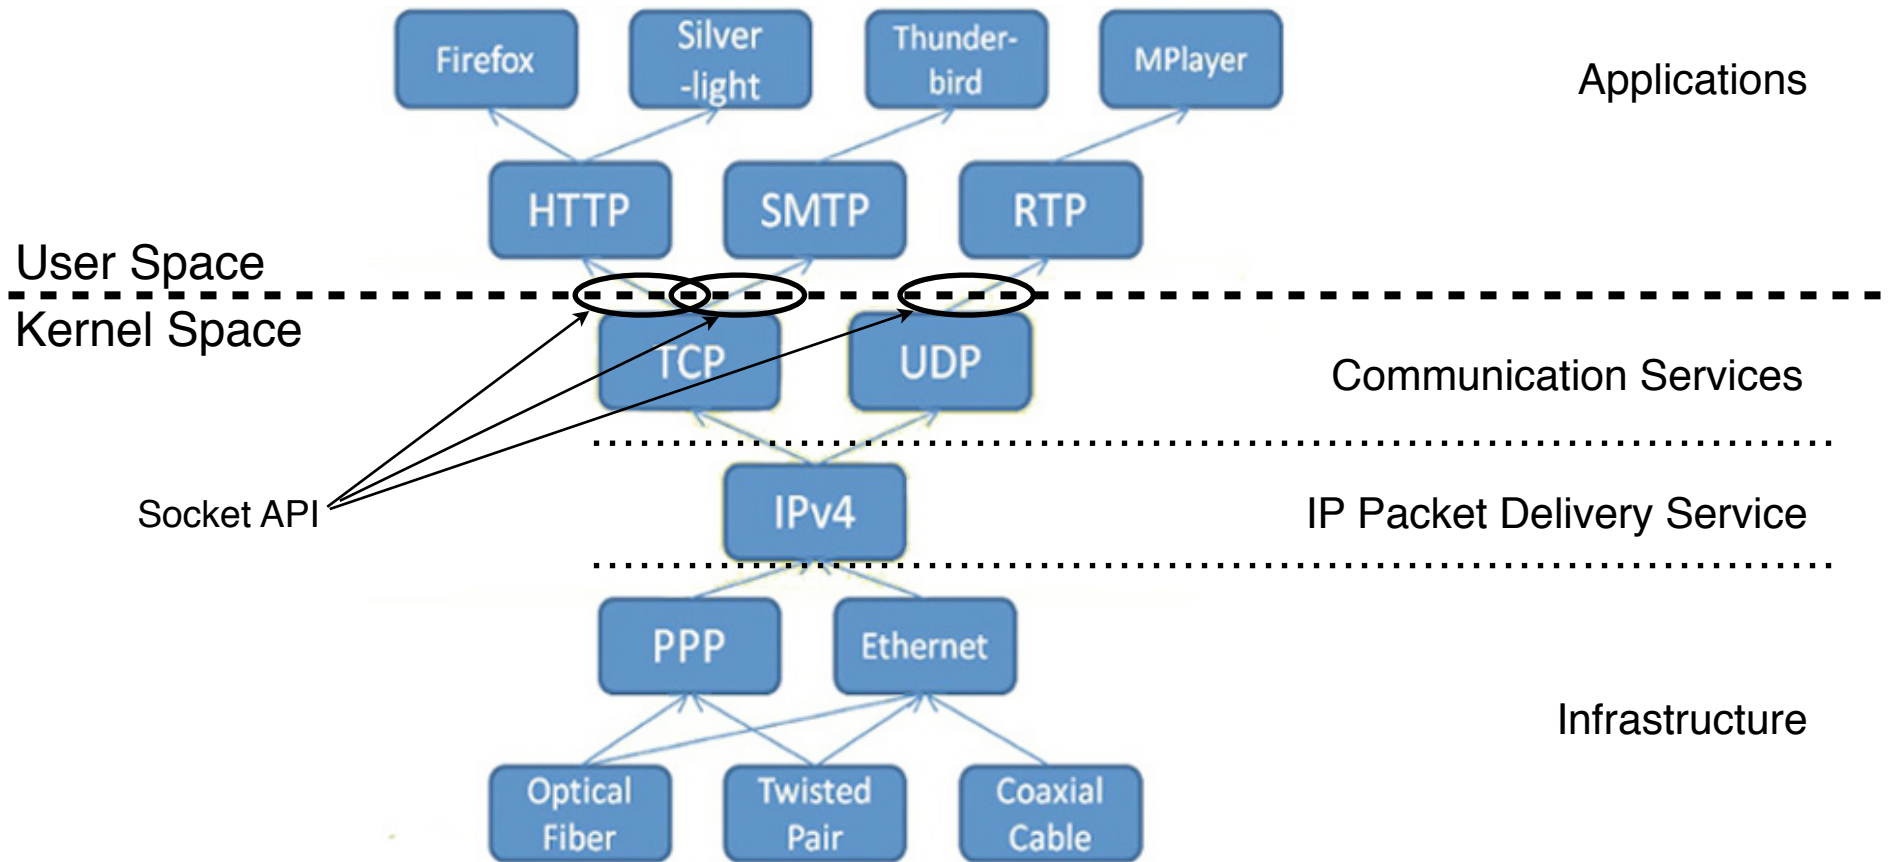 Firefox
Silver
-light
Thunder-
bird
MPlayer
Applications
HTTP
SMTP
RTP
User Space
Kernel Space
TCP
UDP
Communication Services
Socket API
IPv4
IP Packet Delivery Service
PPP
Ethernet
Infrastructure
Optical
Fiber
Twisted
Pair
Coaxial
Cable